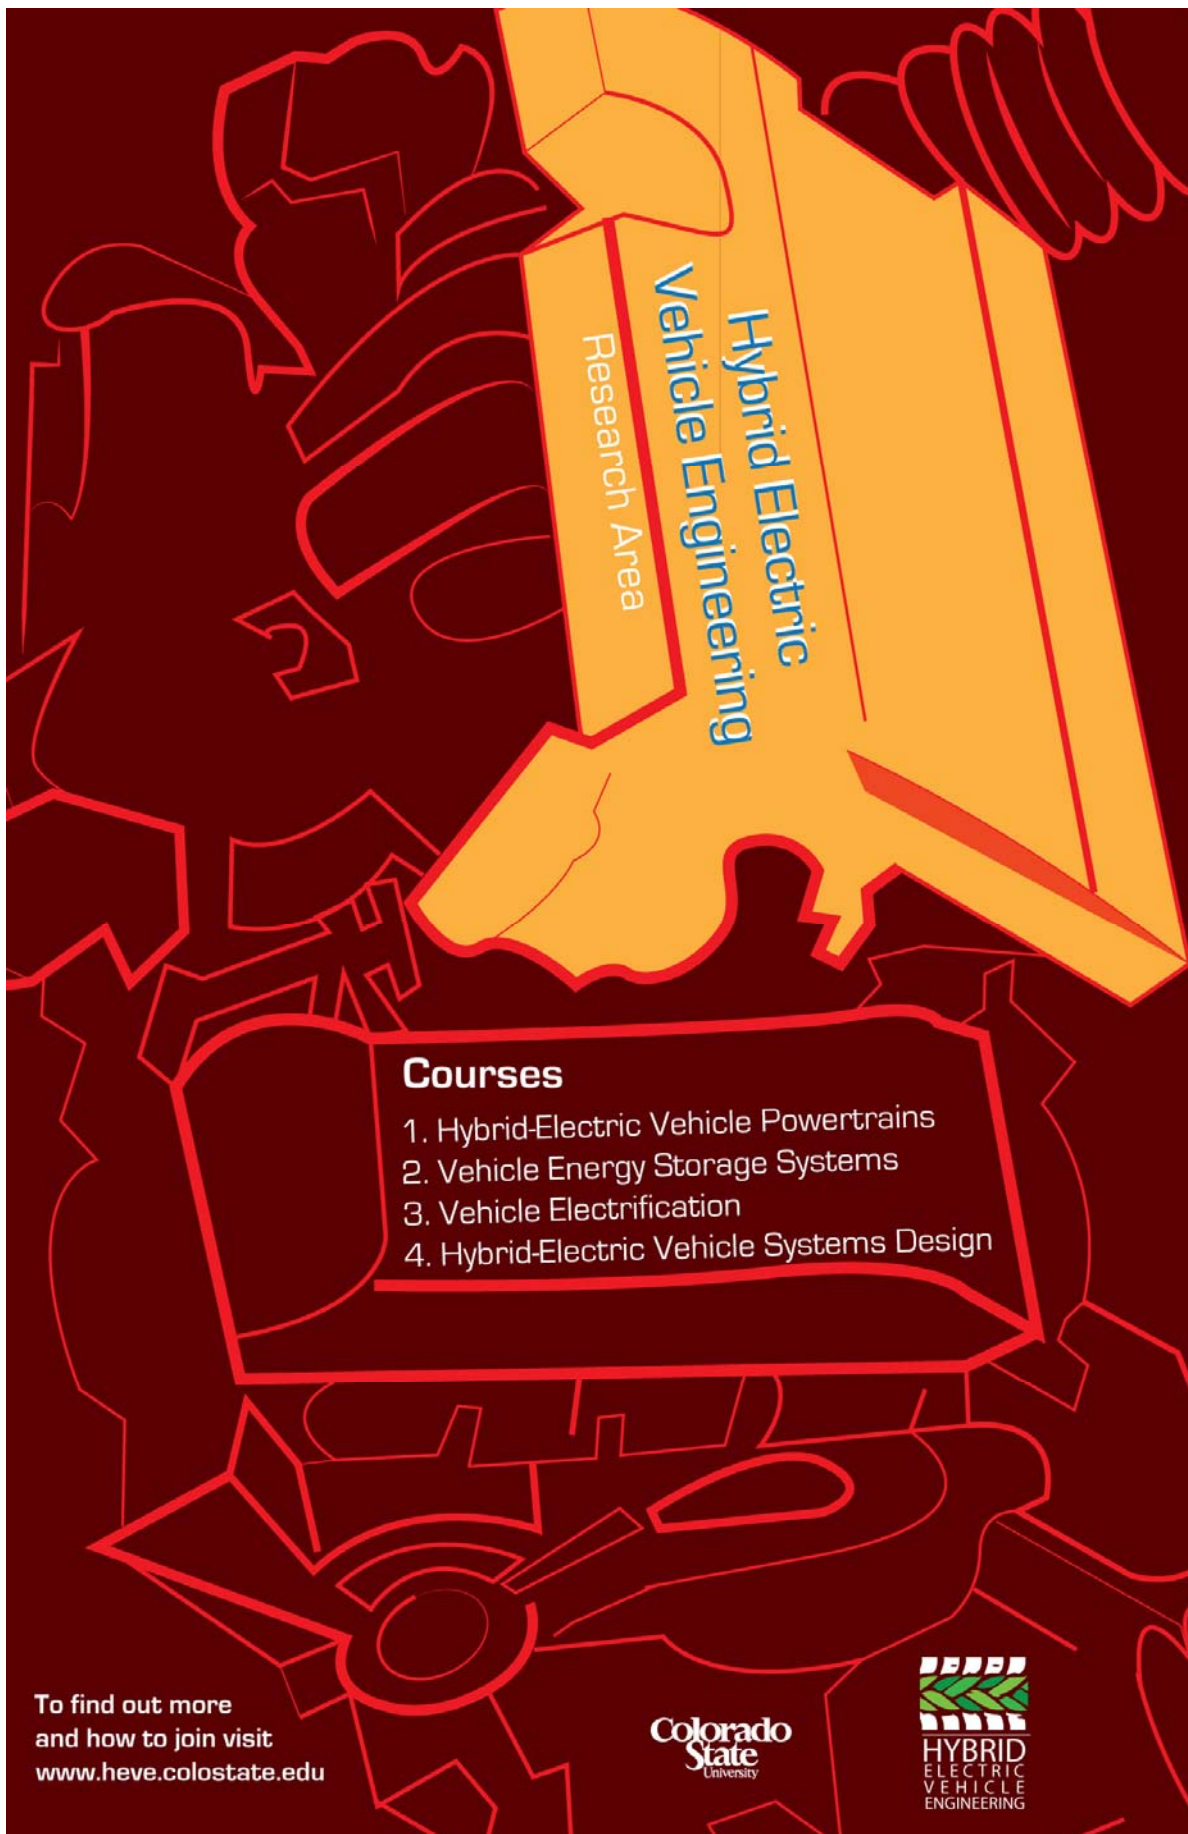 Hybrid Electric
Vehicle Engineering
Research Area
Courses
1. Hybrid-Electric Vehicle Powertrains
2. Vehicle Energy Storage Systems
3. Vehicle Electrification
4. Hybrid-Electric Vehicle Systems Design
To find out more
and how to join visit
www.heve.colostate.edu
Colorado
State
University
HYBRID
ELECTRIC
VEHICLE
ENGINEERING